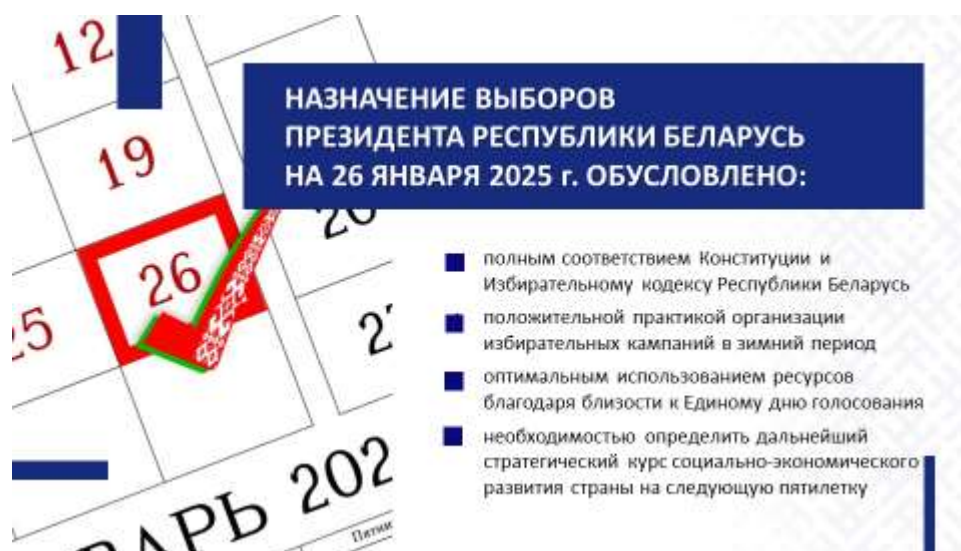 12
19
26
25
20
2
НАЗНАЧЕНИЕ ВЫБОРОВ
ПРЕЗИДЕНТА РЕСПУБЛИКИ БЕЛАРУСЬ
НА 26 ЯНВАРЯ 2025 г. ОБУСЛОВЛЕНО:
полным соответствием Конституции и
Избирательному кодексу Республики Беларусь
положительной практикой организации
избирательных кампаний в зимний период
оптимальным использованием ресурсов
благодаря близости к Единому дню голосования
необходимостью определить дальнейший
стратегический курс социально-экономического
развития страны на следующую пятилетку
ВАРЬ 202